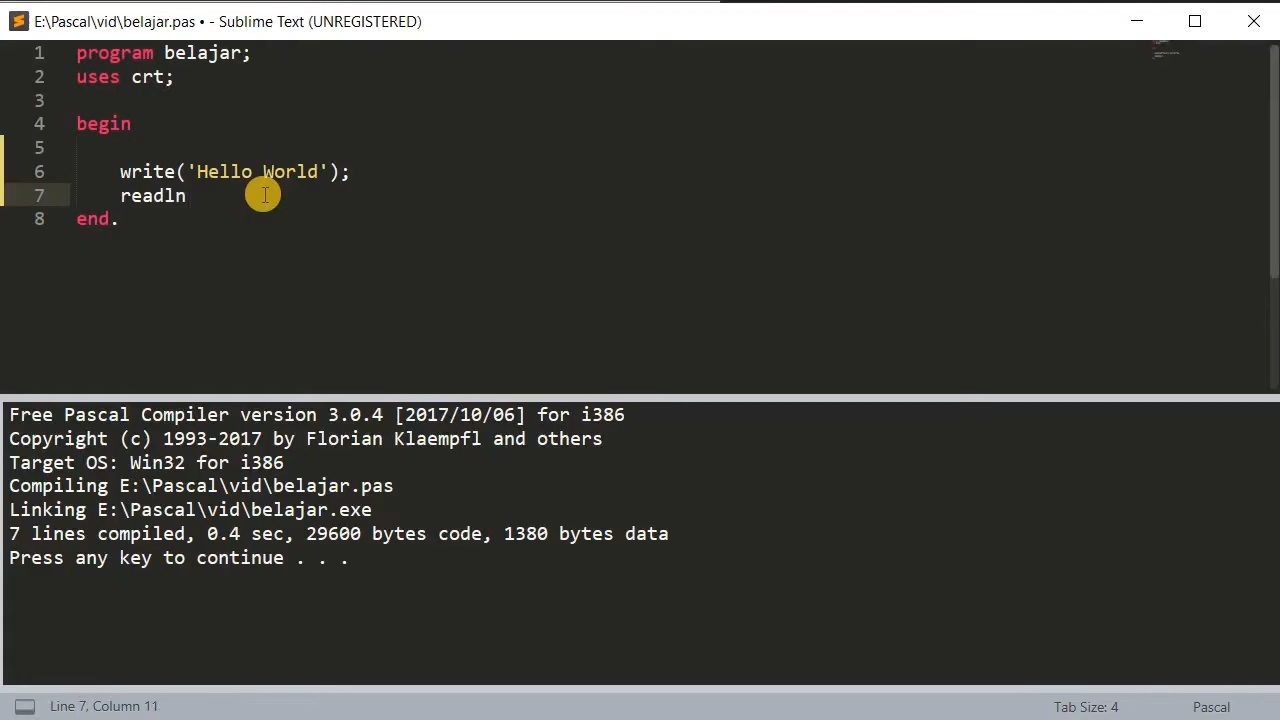 E:\Pascal\vid\belajar.pas • - Sublime Text (UNREGISTERED)
1 program belajar;
2 uses crt;
3
4 begin
5
6 write('Hello World');
7 readln
8 end.
Free Pascal Compiler version 3.0.4 [2017/10/06] for i386
Copyright (c) 1993-2017 by Florian Klaempfl and others
Target OS: Win32 for i386
Compiling E:\Pascal\vid\belajar.pas
Linking E:\Pascal\vid\belajar.exe
7 lines compiled, 0.4 sec, 29600 bytes code, 1380 bytes data
Press any key to continue . . .
Line 7, Column 11 Tab Size: 4 Pascal